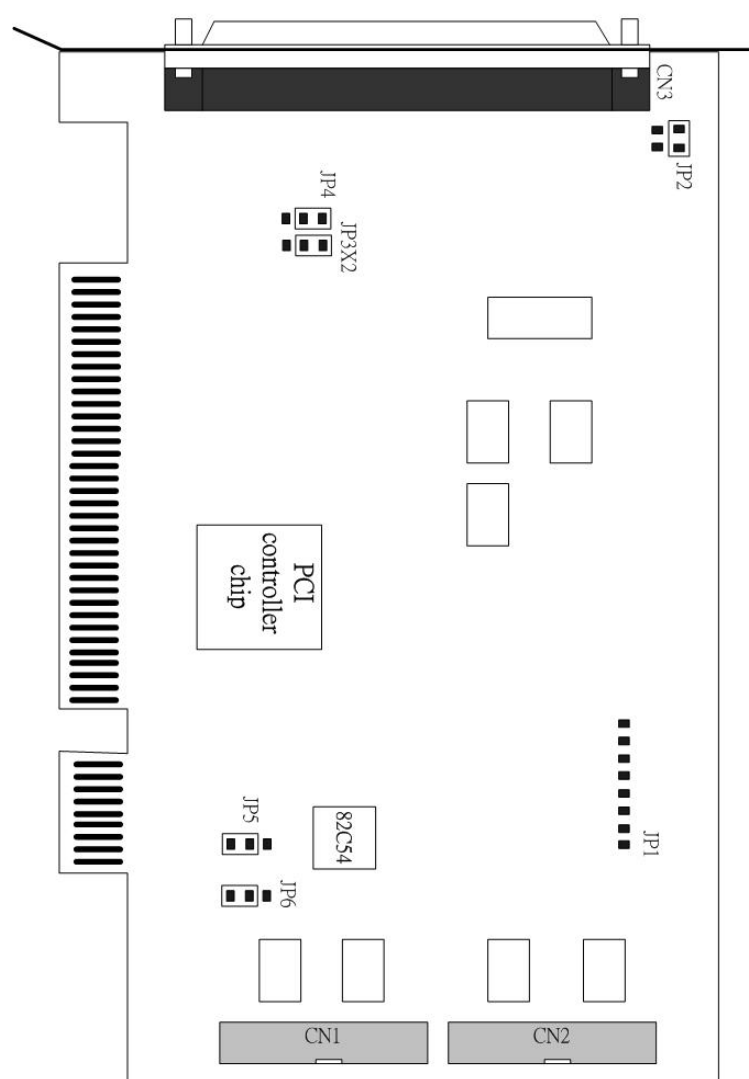 CN3
JP2
JP4
JP3X2
PCI
controller
chip
JP1
JP5
82C54
JP6
CN1
CN2